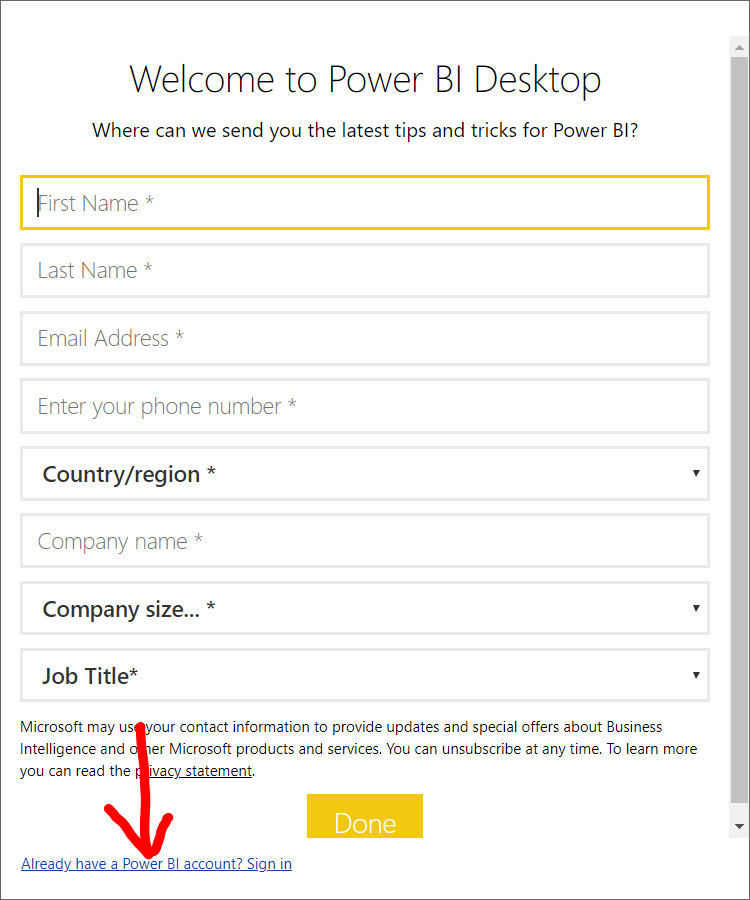 Welcome to Power BI Desktop
Where can we send you the latest tips and tricks for Power BI?
First Name *
Last Name *
Email Address *
Enter your phone number *
Country/region *
Company name *
Company size... *
Job Title*
Microsoft may use your contact information to provide updates and special offers about Business
Intelligence and other Microsoft products and services. You can unsubscribe at any time. To learn more
you can read the privacy statement.
Done
Already have a Power BI account? Sign in